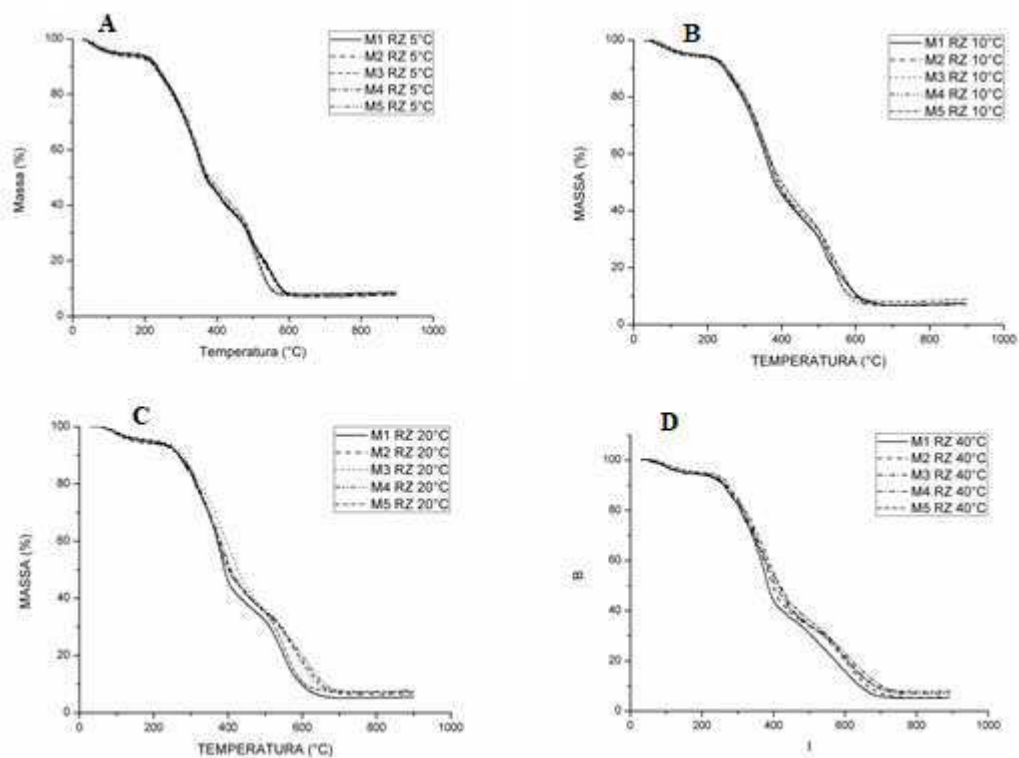 A
M1 RZ 5°C
M2 RZ 5°C
M3 RZ 5°C
M4 RZ 5°C
M5 RZ 5°C
Massa (%)
100
80
60
40
20
0
0 200 400 600 800 1000
Temperatura (°C)
B
M1 RZ 10°C
M2 RZ 10°C
M3 RZ 10°C
M4 RZ 10°C
M5 RZ 10°C
MASSA (%)
100
80
60
40
20
0
0 200 400 600 800 1000
TEMPERATURA (°C)
C
M1 RZ 20°C
M2 RZ 20°C
M3 RZ 20°C
M4 RZ 20°C
M5 RZ 20°C
MASSA (%)
100
80
60
40
20
0
0 200 400 600 800 1000
TEMPERATURA (°C)
D
M1 RZ 40°C
M2 RZ 40°C
M3 RZ 40°C
M4 RZ 40°C
M5 RZ 40°C
B
100
80
60
40
20
0
0 200 400 600 800 1000